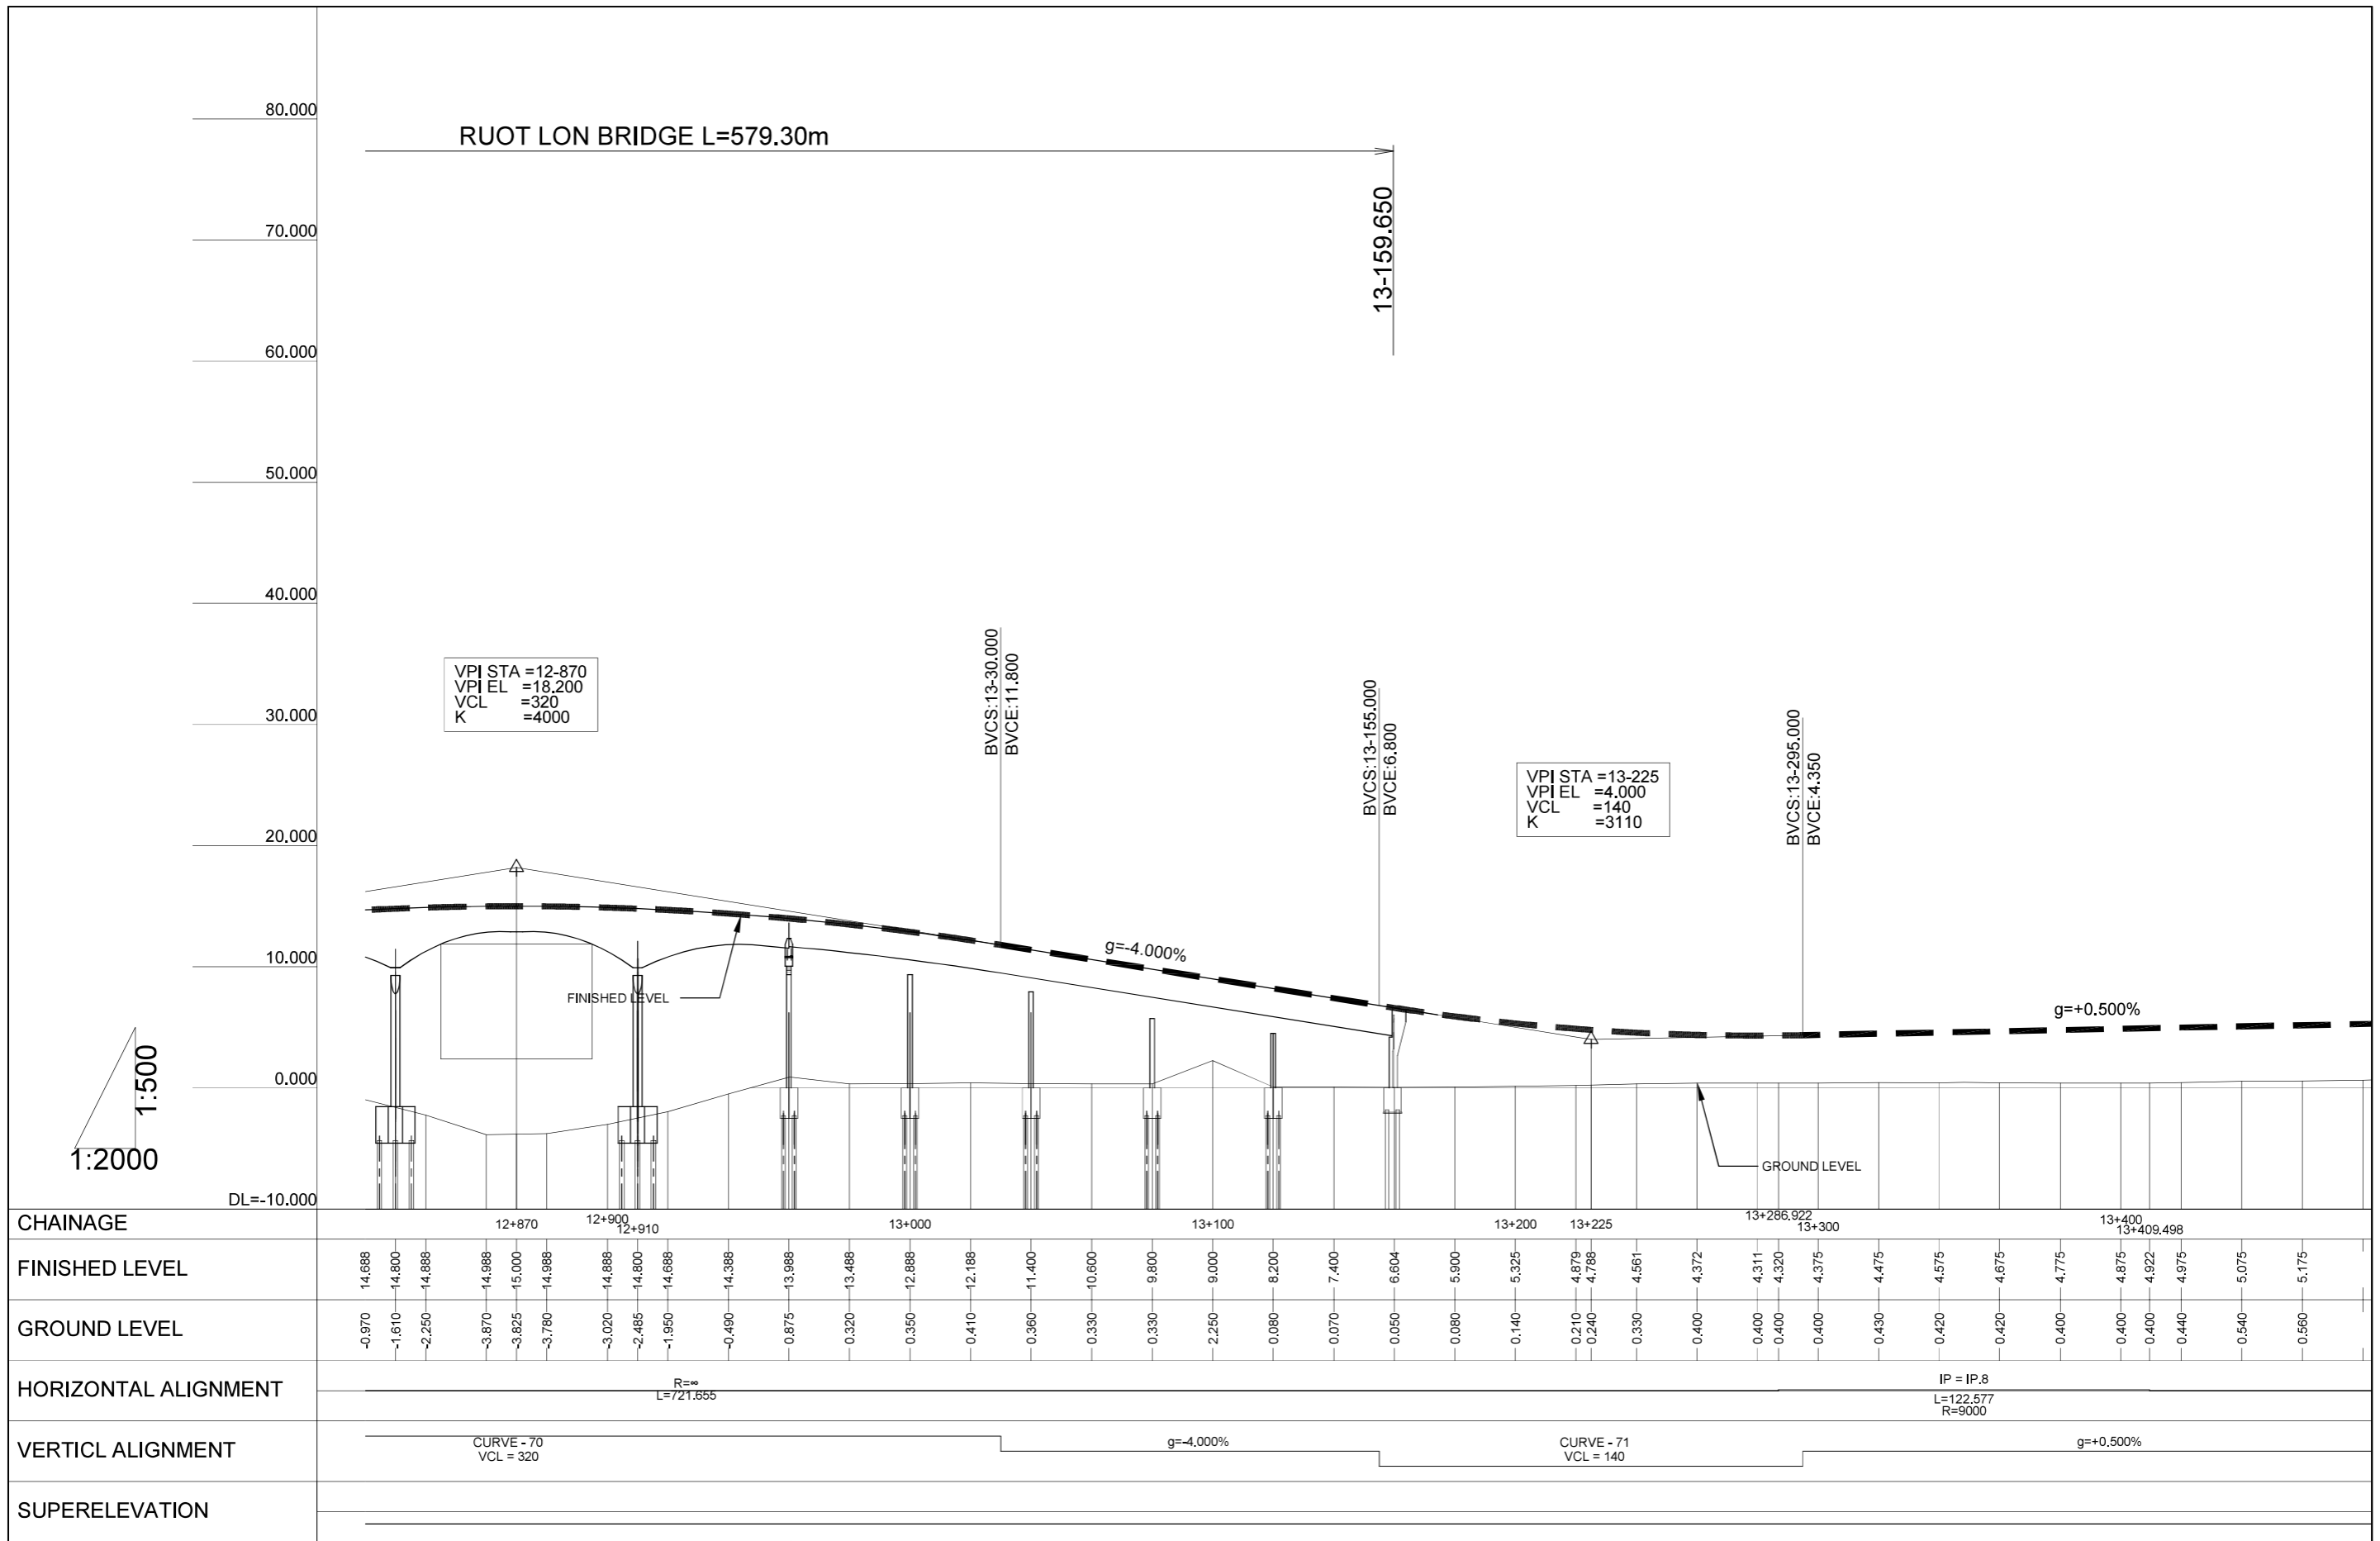 80.000
RUOT LON BRIDGE L=579.30m
13-159.650
70.000
60.000
50.000
40.000
30.000
20.000
10.000
0.000
DL=-10.000
VPI STA =12-870
VPI EL =18.200
VCL =320
K =4000
BVCS:13-30.000
BVCE:11.800
BVCS:13-155.000
BVCE:6.800
VPI STA =13-225
VPI EL =4.000
VCL =140
K =3110
BVCS:13-295.000
BVCE:4.350
g=-4.000%
g=+0.500%
FINISHED LEVEL
GROUND LEVEL
1:500
1:2000
CHAINAGE
12+870 12+900 12+910 13+000 13+100 13+200 13+225 13+286.922 13+300 13+400 13+409.498
FINISHED LEVEL
14.688 14.800 14.888 14.988 15.000 14.988 14.888 14.800 14.688 14.388 13.988 13.488 12.888 12.188 11.400 10.600 9.800 9.000 8.200 7.400 6.604 5.900 5.325 4.879 4.788 4.561 4.372 4.311 4.320 4.375 4.475 4.575 4.675 4.775 4.875 4.922 4.975 5.075 5.175
GROUND LEVEL
-0.970 -1.610 -2.250 -3.870 -3.825 -3.780 -3.020 -2.485 -1.950 -0.490 0.875 0.320 0.350 0.410 0.360 0.330 0.330 2.250 0.080 0.070 0.050 0.080 0.140 0.210 0.240 0.330 0.400 0.400 0.400 0.400 0.430 0.420 0.420 0.400 0.400 0.400 0.440 0.540 0.560
HORIZONTAL ALIGNMENT
R=∞
L=721.655
IP = IP.8
L=122.577
R=9000
VERTICL ALIGNMENT
CURVE - 70
VCL = 320
g=-4.000%
CURVE - 71
VCL = 140
g=+0.500%
SUPERELEVATION